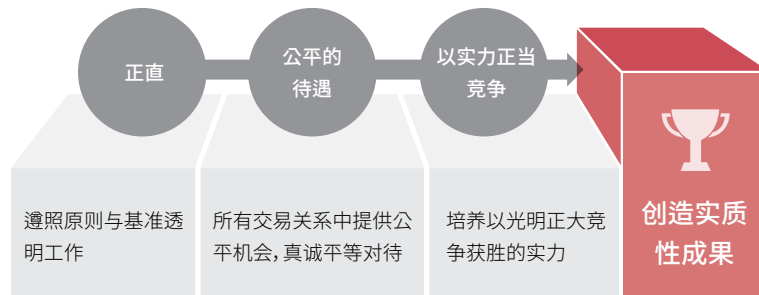 正直
公平的
待遇
以实力正当
竞争
遵照原则与基准透
明工作
所有交易关系中提供公
平机会，真诚平等对待
培养以光明正大竞
争获胜的实力
创造实质
性成果